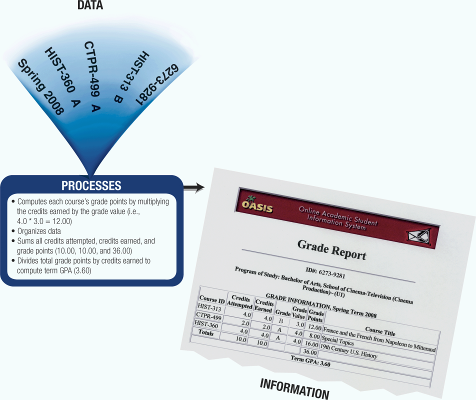 DATA
Spring 2008
HIST-360 A
CTPR-499 A
HIST-313 B
6273-9281
PROCESSES
• Computes each course's grade points by multiplying
the credits earned by the grade value (i.e.,
4.0 * 3.0 = 12.00)
• Organizes data
• Sums all credits attempted, credits earned, and
grade points (10.00, 10.00, and 36.00)
• Divides total grade points by credits earned to
compute term GPA (3.60)
OASIS
Online Academic Student
Information System
Grade Report
ID#: 6273-9281
Program of Study: Bachelor of Arts, School of Cinema-Television (Cinema
Production)- (U1)
GRADE INFORMATION, Spring Term 2008
Course ID Credits Attempted Credits Earned Grade Grade Value Grade Points Course Title
HIST-313 4.0 4.0 B 3.0 12.00 France and the French from Napoleon to Mitterand
CTPR-499 2.0 2.0 A 4.0 8.00 Special Topics
HIST-360 4.0 4.0 A 4.0 16.00 19th Century U.S. History
Totals 10.0 10.0 36.00
Term GPA: 3.60
INFORMATION